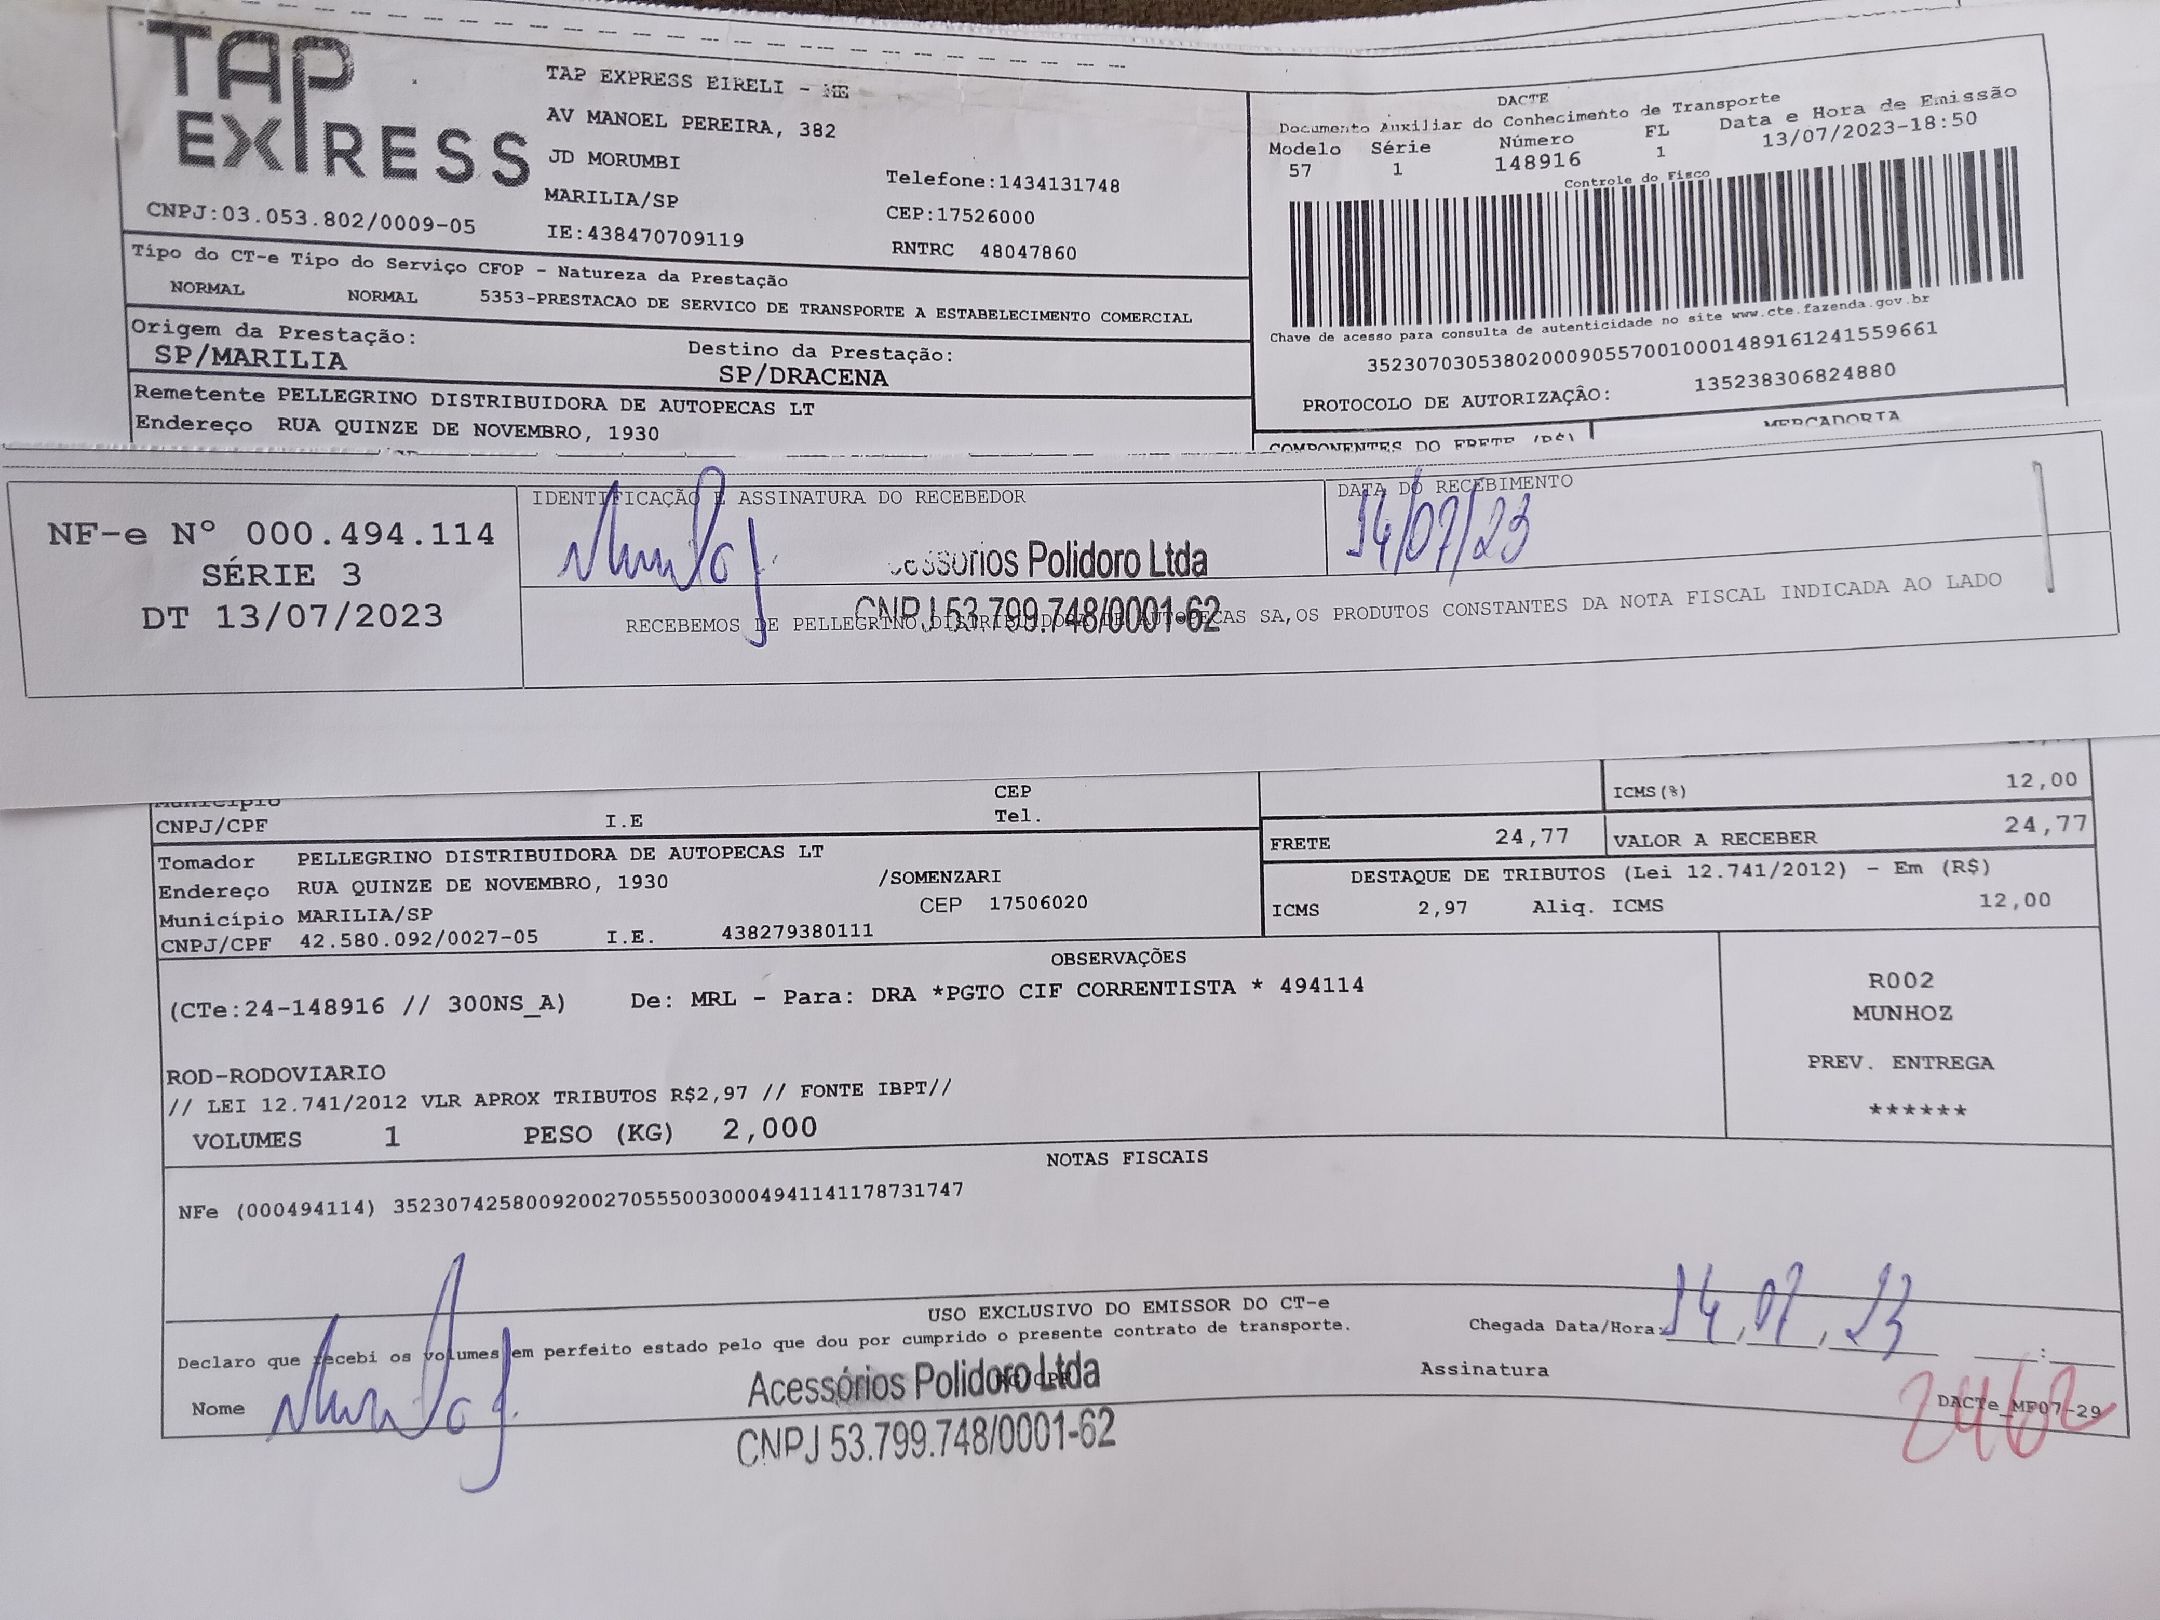 TAP
EXPRESS
CNPJ:03.053.802/0009-05
TAP EXPRESS EIRELI - ME
AV MANOEL PEREIRA, 382
JD MORUMBI
MARILIA/SP
IE:438470709119
Telefone:1434131748
CEP:17526000
RNTRC 48047860
DACTE
Documento Auxiliar do Conhecimento de Transporte
Modelo Série Número FL Data e Hora de Emissão
57 1 148916 1 13/07/2023-18:50
Controle do Fisco
Chave de acesso para consulta de autenticidade no site www.cte.fazenda.gov.br
35230703053802000905570010001489161241559661
PROTOCOLO DE AUTORIZAÇÃO: 135238306824880
Tipo do CT-e Tipo do Serviço CFOP - Natureza da Prestação
NORMAL NORMAL 5353-PRESTACAO DE SERVICO DE TRANSPORTE A ESTABELECIMENTO COMERCIAL
Origem da Prestação: Destino da Prestação:
SP/MARILIA SP/DRACENA
Remetente PELLEGRINO DISTRIBUIDORA DE AUTOPECAS LT
Endereço RUA QUINZE DE NOVEMBRO, 1930
COMPONENTES DO FRETE (R$) MERCADORIA
NF-e Nº 000.494.114
SÉRIE 3
DT 13/07/2023
IDENTIFICAÇÃO E ASSINATURA DO RECEBEDOR
DATA DO RECEBIMENTO
14/07/23
Polidoro Ltda
CNPJ 53.799.748/0001-62
RECEBEMOS DE PELLEGRINO DISTRIBUIDORA DE AUTOPECAS SA,OS PRODUTOS CONSTANTES DA NOTA FISCAL INDICADA AO LADO
Município CEP
CNPJ/CPF I.E Tel.
ICMS(%) 12,00
FRETE 24,77 VALOR A RECEBER 24,77
Tomador PELLEGRINO DISTRIBUIDORA DE AUTOPECAS LT
Endereço RUA QUINZE DE NOVEMBRO, 1930 /SOMENZARI
Município MARILIA/SP CEP 17506020
CNPJ/CPF 42.580.092/0027-05 I.E. 438279380111
DESTAQUE DE TRIBUTOS (Lei 12.741/2012) - Em (R$)
ICMS 2,97 Aliq. ICMS 12,00
OBSERVAÇÕES
(CTe:24-148916 // 300NS_A) De: MRL - Para: DRA *PGTO CIF CORRENTISTA * 494114
ROD-RODOVIARIO
// LEI 12.741/2012 VLR APROX TRIBUTOS R$2,97 // FONTE IBPT//
VOLUMES 1 PESO (KG) 2,000
R002
MUNHOZ
PREV. ENTREGA
******
NOTAS FISCAIS
NFe (000494114) 35230742580092002705550030004941141178731747
USO EXCLUSIVO DO EMISSOR DO CT-e
Declaro que recebi os volumes em perfeito estado pelo que dou por cumprido o presente contrato de transporte.
Chegada Data/Hora: 14,07,23 :
Nome
Assinatura
Acessórios Polidoro Ltda
CNPJ 53.799.748/0001-62
DACTe_MP07-29
2462